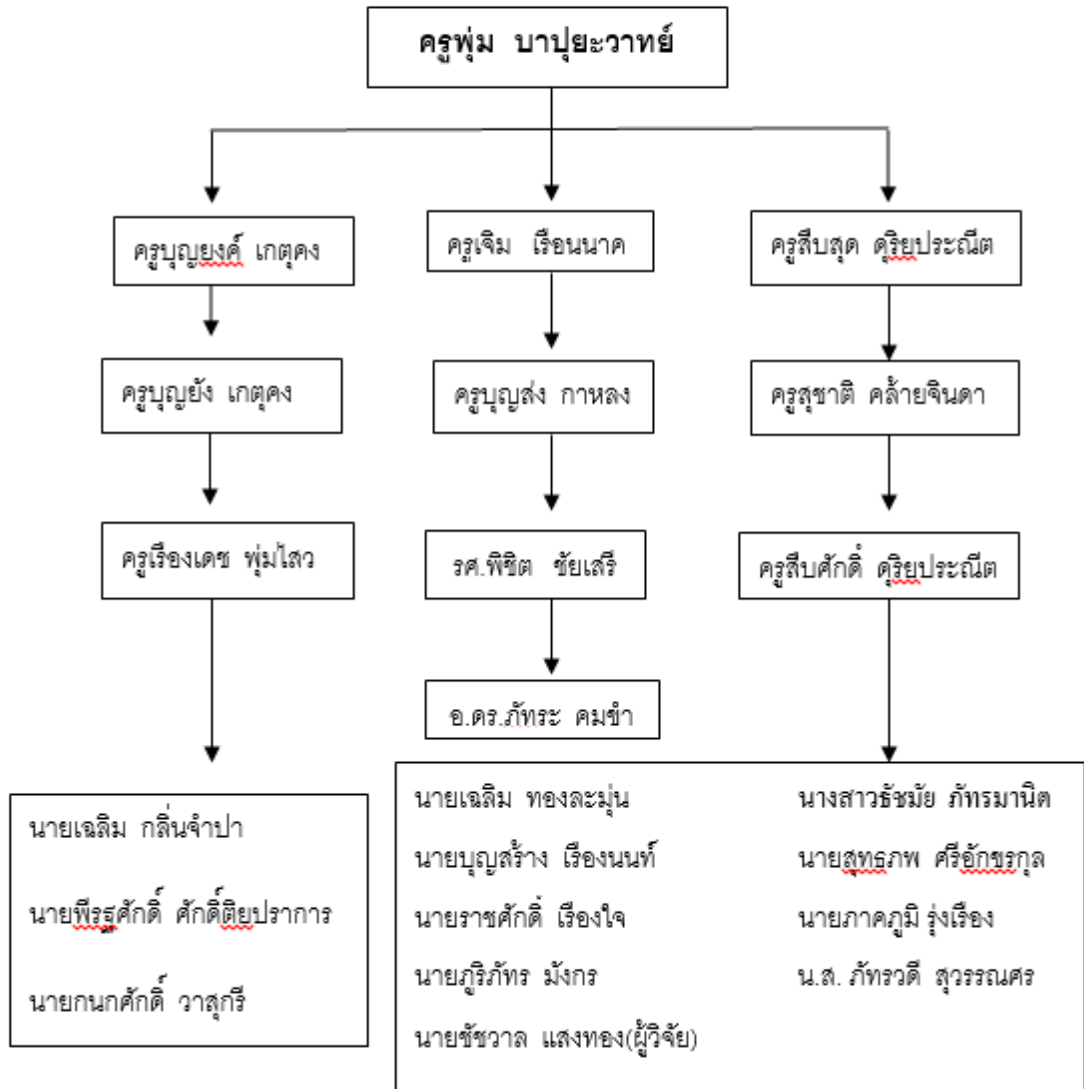 ครูพุ่ม บาปุยะวาทย์
ครูบุญยงค์ เกตุคง
ครูเจิม เรือนนาค
ครูสืบสุด ดุริยประณีต
ครูบุญยัง เกตุคง
ครูบุญส่ง กาหลง
ครูสุชาติ คล้ายจินดา
ครูเรืองเดช พุ่มไสว
รศ.พิชิต ชัยเสรี
ครูสืบศักดิ์ ดุริยประณีต
อ.ดร.ภัทระ คมขำ
นายเฉลิม กลิ่นจำปา
นายพีรฐศักดิ์ ศักดิ์ติยปราการ
นายกนกศักดิ์ วาสุกรี
นายเฉลิม ทองละมุ่น
นายบุญสร้าง เรืองนนท์
นายราชศักดิ์ เรืองใจ
นายภูริภัทร มังกร
นายชัชวาล แสงทอง(ผู้วิจัย)
นางสาวธัชมัย ภัทรมานิต
นายสุทธภพ ศรีอักขรกุล
นายภาคภูมิ รุ่งเรือง
น.ส. ภัทรวดี สุวรรณศร